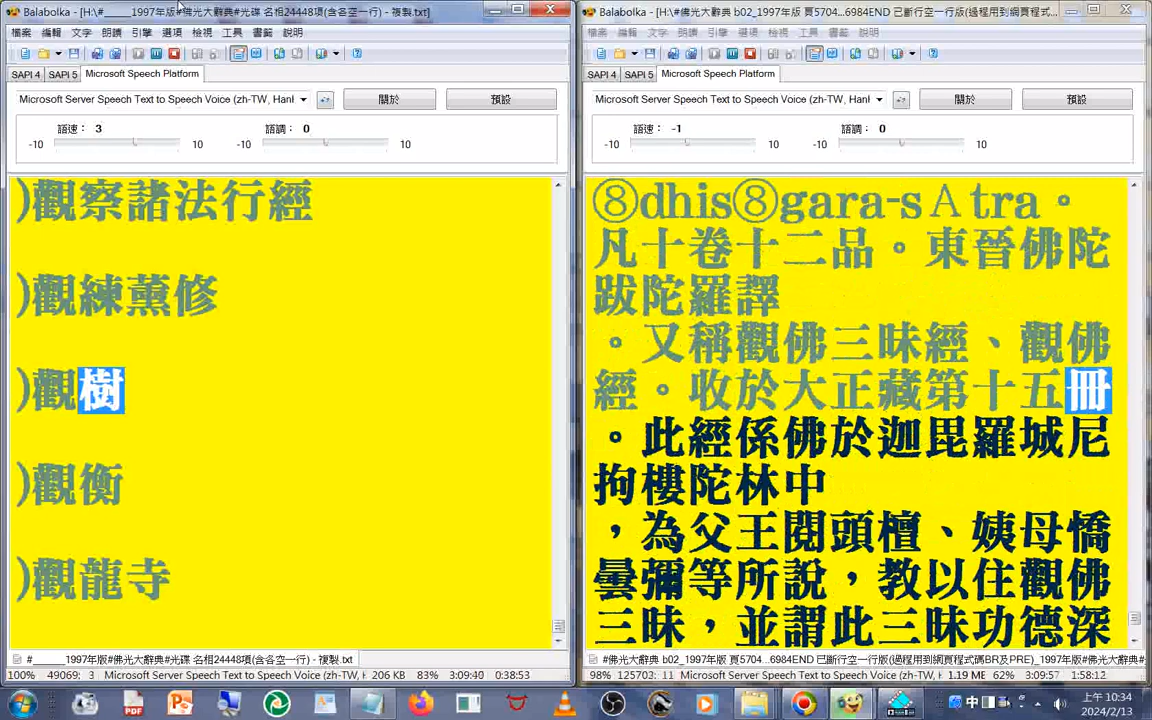 Balabolka - [H:\#_____1997年版#佛光大辭典#光碟 名相24448項(含各空一行) - 複製.txt]
檔案 編輯 文字 朗讀 引擎 選項 檢視 工具 書籤 說明
SAPI 4 SAPI 5 Microsoft Speech Platform
Microsoft Server Speech Text to Speech Voice (zh-TW, Hanl 關於 預設
語速： 3 語調： 0
-10 10 -10 10
)觀察諸法行經
)觀練薰修
)觀樹
)觀衡
)觀龍寺
#_____1997年版#佛光大辭典#光碟 名相24448項(含各空一行) - 複製.txt
100% 49069; 3 Microsoft Server Speech Text to Speech Voice (zh-TW, H 206 KB 83% 3:09:40 0:38:53
Balabolka - [H:\#佛光大辭典 b02_1997年版 頁5704...6984END 已斷行空一行版(過程用到網頁程式...
檔案 編輯 文字 朗讀 引擎 選項 檢視 工具 書籤 說明
SAPI 4 SAPI 5 Microsoft Speech Platform
Microsoft Server Speech Text to Speech Voice (zh-TW, Hanl 關於 預設
語速： -1 語調： 0
-10 10 -10 10
⑧dhis⑧gara-sＡtra。
凡十卷十二品。東晉佛陀
跋陀羅譯
。又稱觀佛三昧經、觀佛
經。收於大正藏第十五冊
。此經係佛於迦毘羅城尼
拘樓陀林中
，為父王閱頭檀、姨母憍
曇彌等所說，教以住觀佛
三昧，並謂此三昧功德深
#佛光大辭典 b02_1997年版 頁5704...6984END 已斷行空一行版(過程用到網頁程式碼BR及PRE)_1997年版#佛光大辭典#
98% 125703; 11 Microsoft Server Speech Text to Speech Voice (zh-TW, H 1.19 MB 62% 3:09:57 1:58:12
中
上午 10:34
2024/2/13